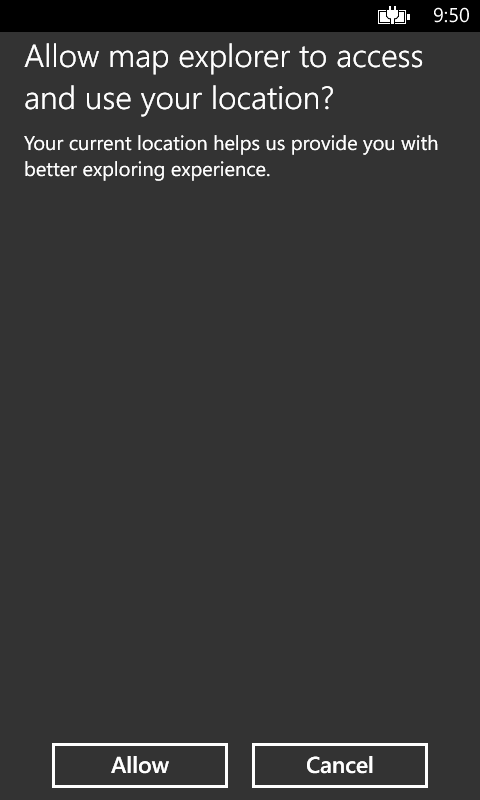 9:50
Allow map explorer to access
and use your location?
Your current location helps us provide you with
better exploring experience.
Allow
Cancel